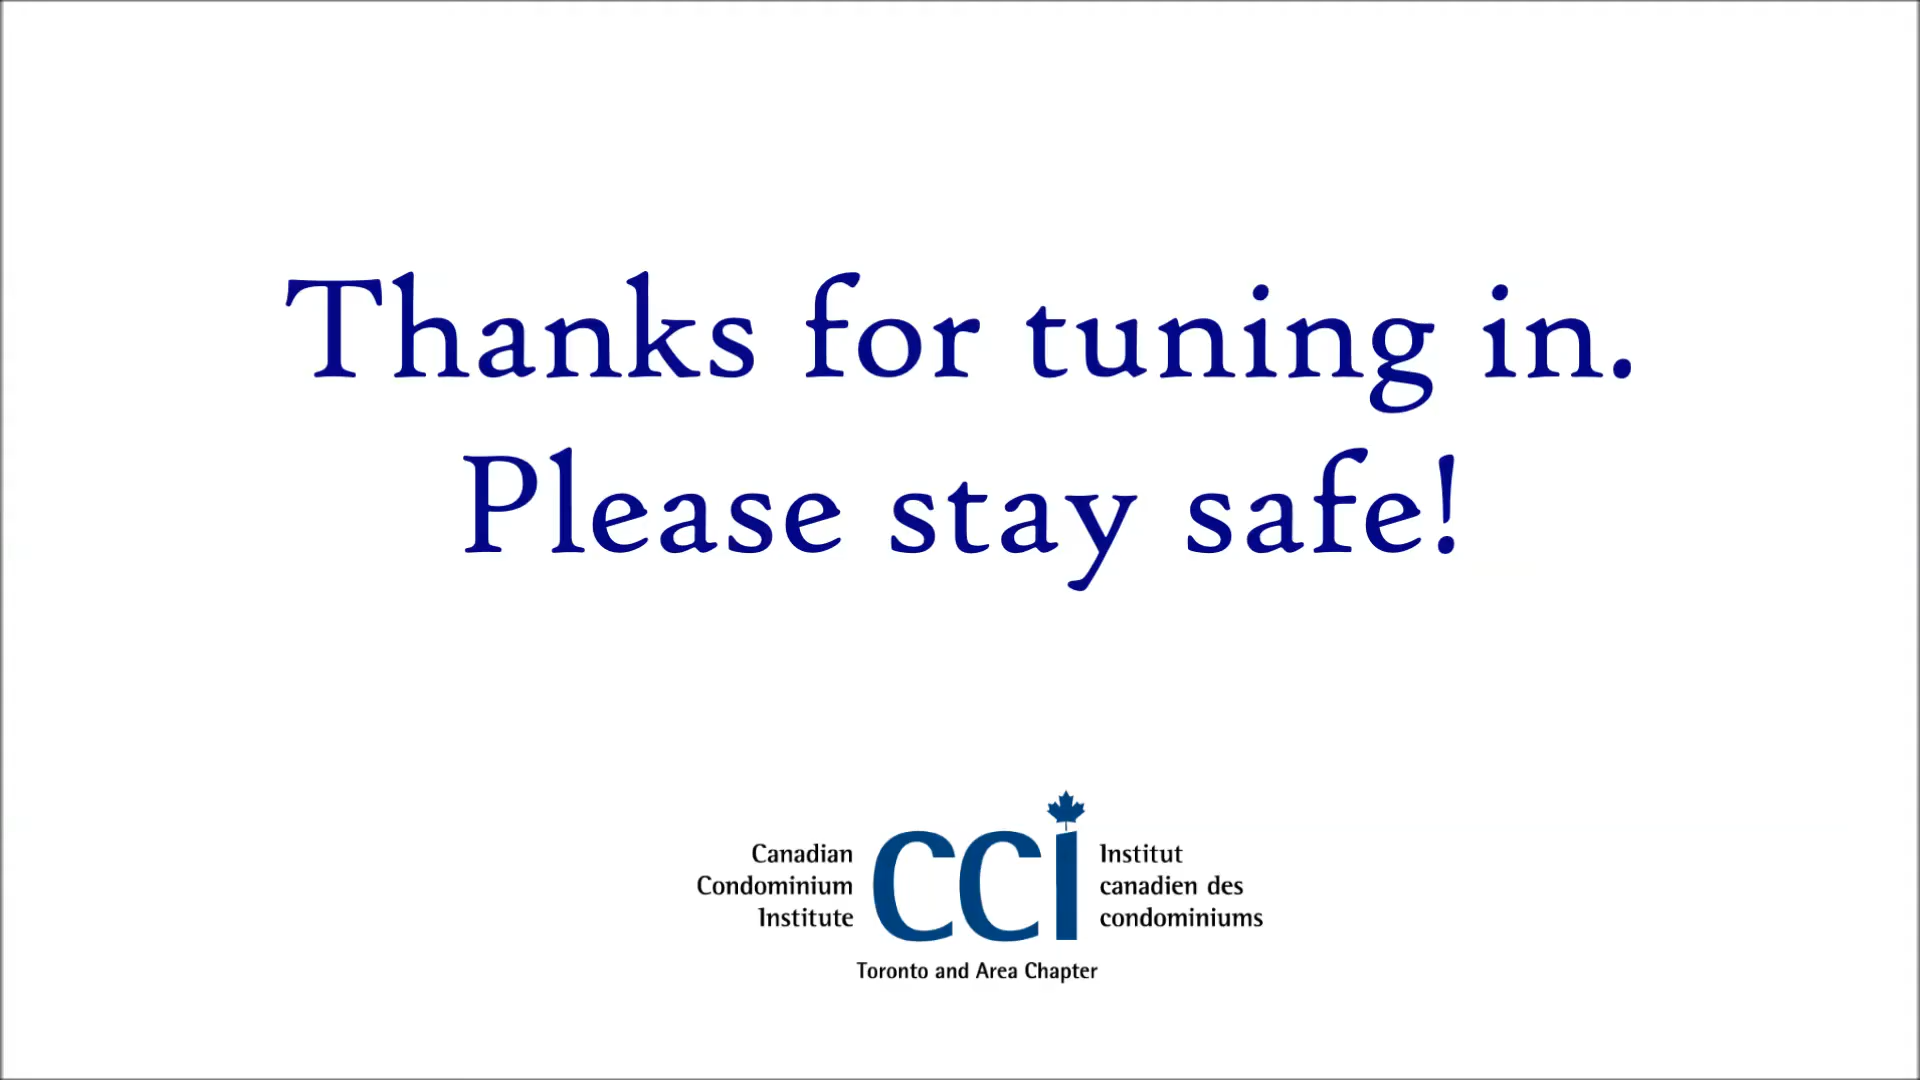 Thanks for tuning in.
Please stay safe!
Canadian
Condominium
Institute
cci
Institut
canadien des
condominiums
Toronto and Area Chapter